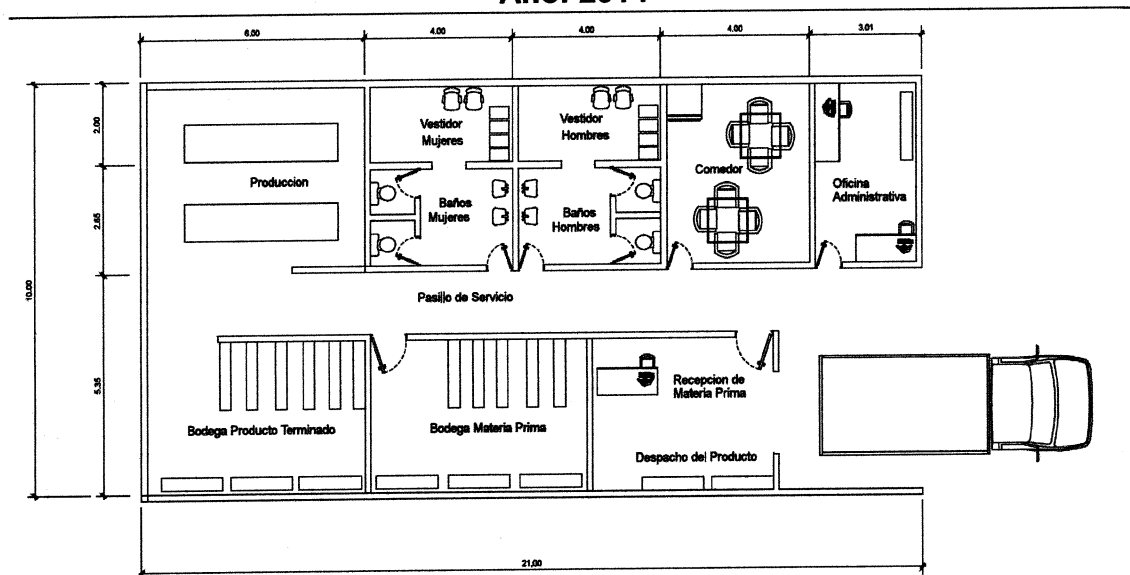 6.00
4.00
4.00
4.00
3.01
10.00
2.00
2.65
5.35
Vestidor
Mujeres
Vestidor
Hombres
Produccion
Comedor
Oficina
Administrativa
Baños
Mujeres
Baños
Hombres
Pasillo de Servicio
Recepcion de
Materia Prima
Bodega Producto Terminado
Bodega Materia Prima
Despacho del Producto
21.00